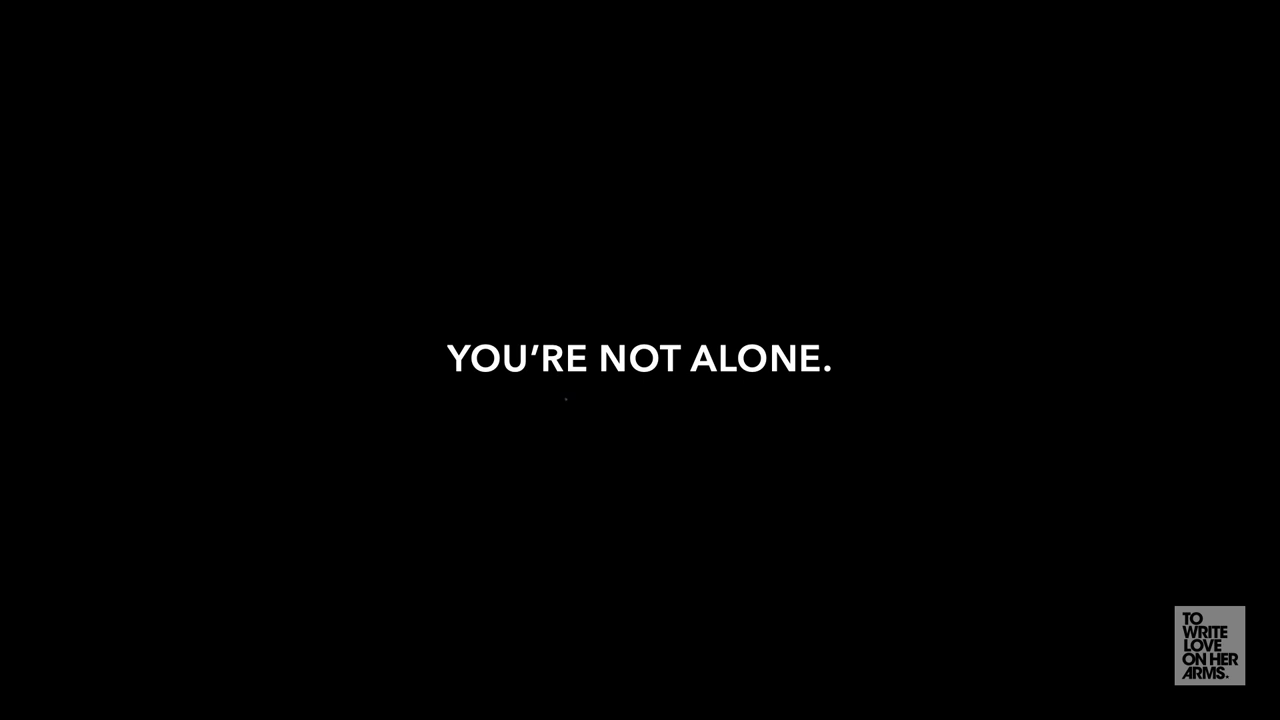 YOU’RE NOT ALONE.
TO
WRITE
LOVE
ON HER
ARMS.